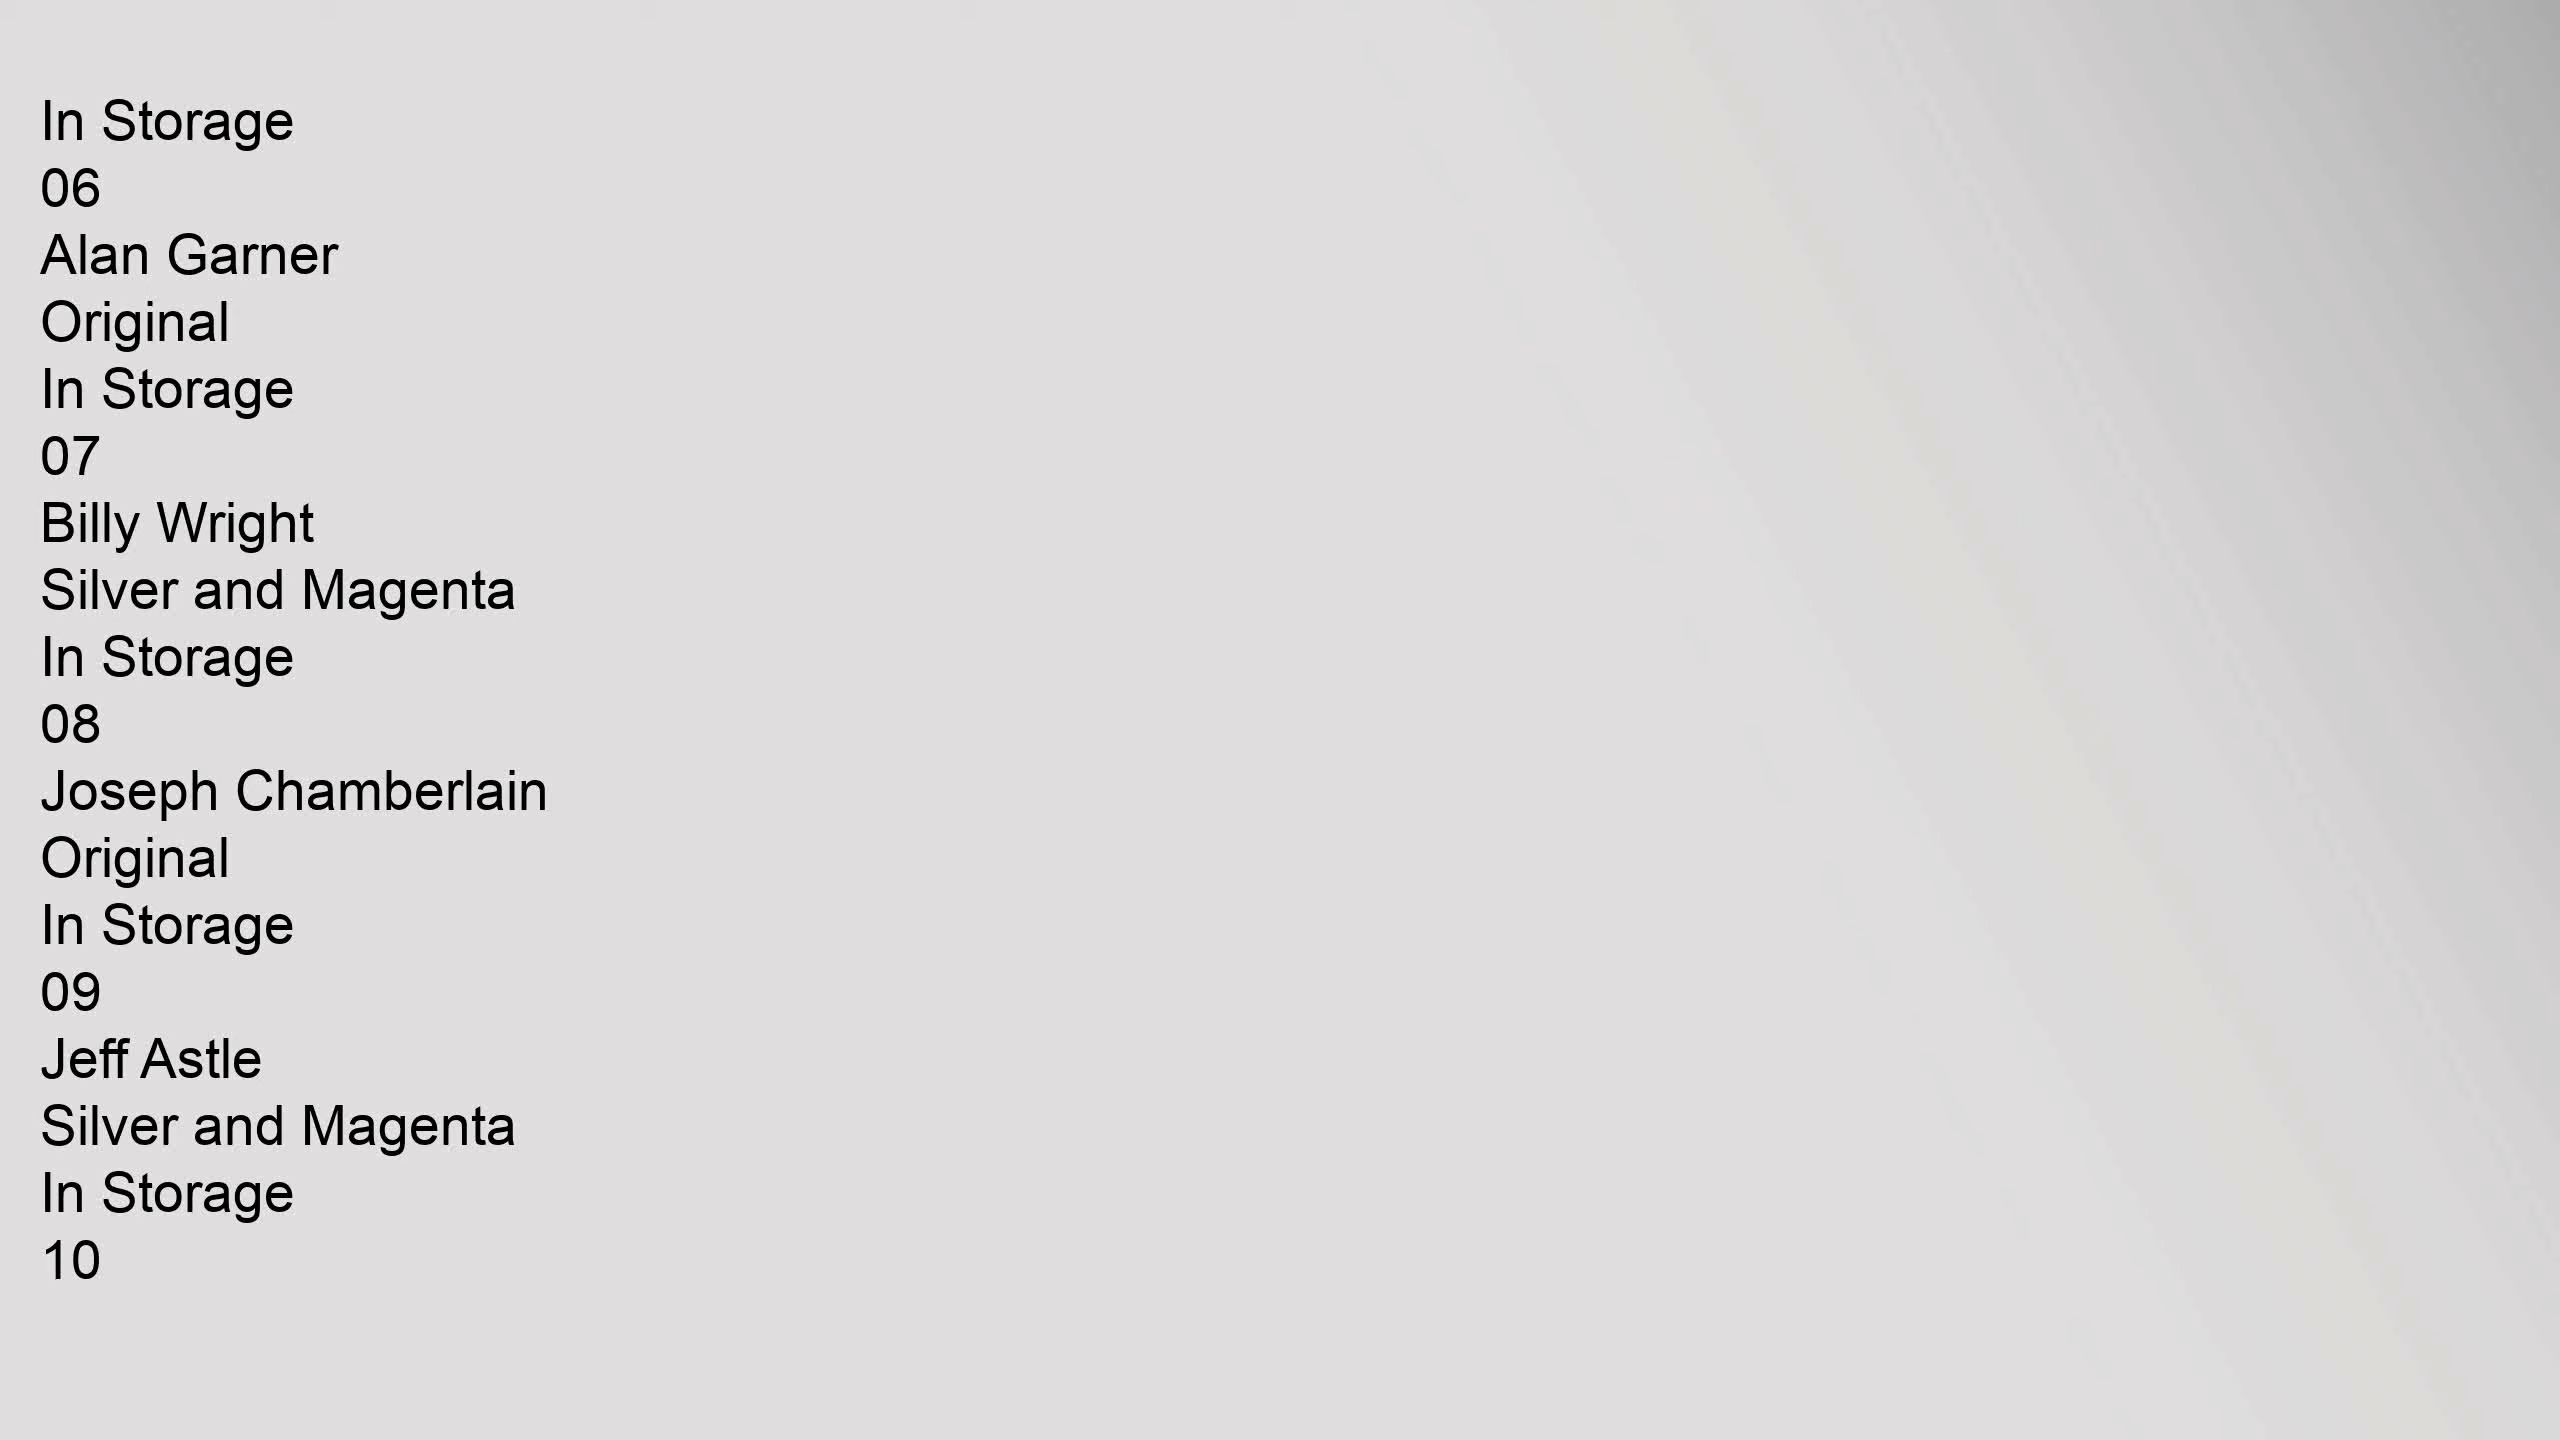 In Storage
06
Alan Garner
Original
In Storage
07
Billy Wright
Silver and Magenta
In Storage
08
Joseph Chamberlain
Original
In Storage
09
Jeff Astle
Silver and Magenta
In Storage
10